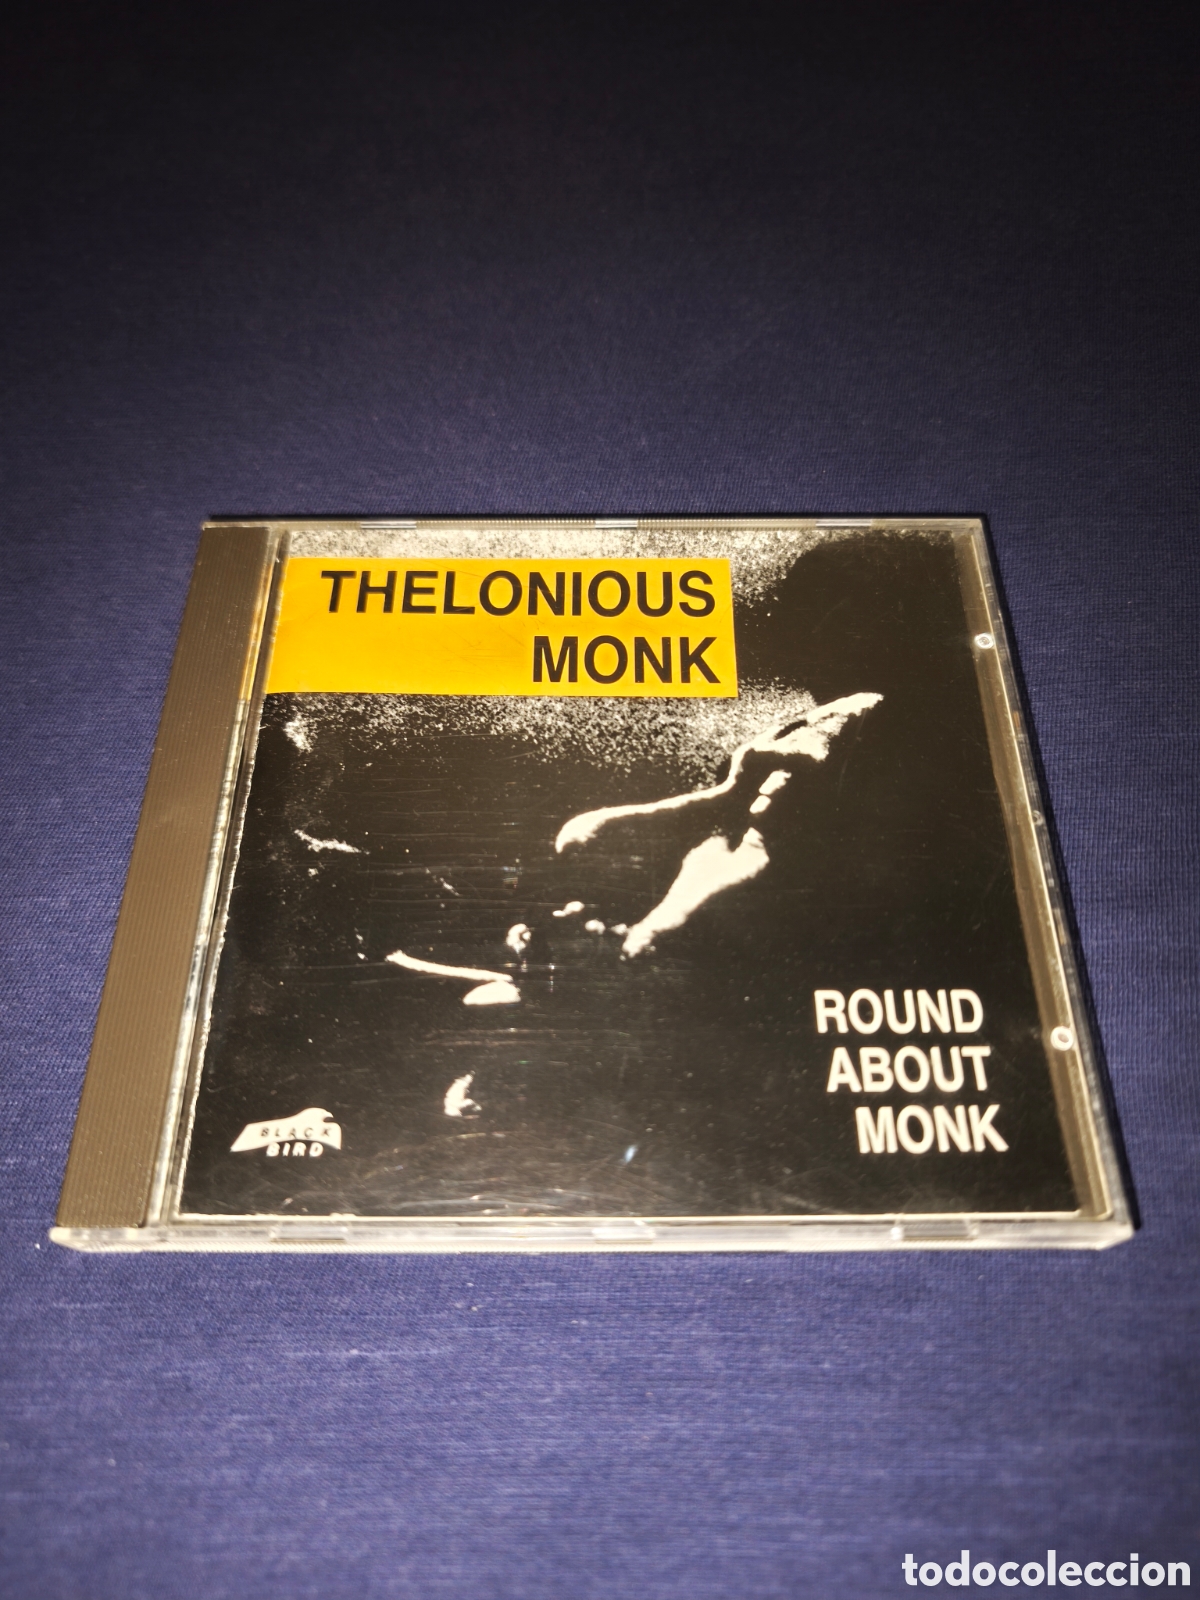 THELONIOUS
MONK
ROUND
ABOUT
MONK
BLACK
BIRD
todocoleccion